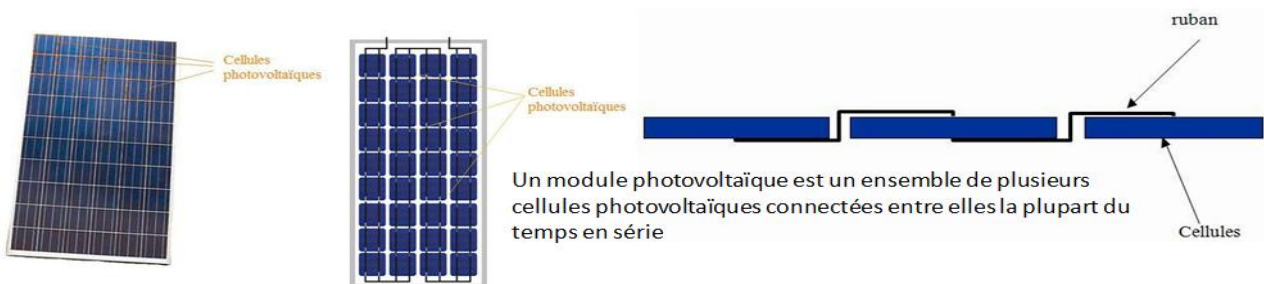 Cellules
photovoltaïques
Cellules
photovoltaïques
ruban
Un module photovoltaïque est un ensemble de plusieurs
cellules photovoltaïques connectées entre elles la plupart du
temps en série
Cellules